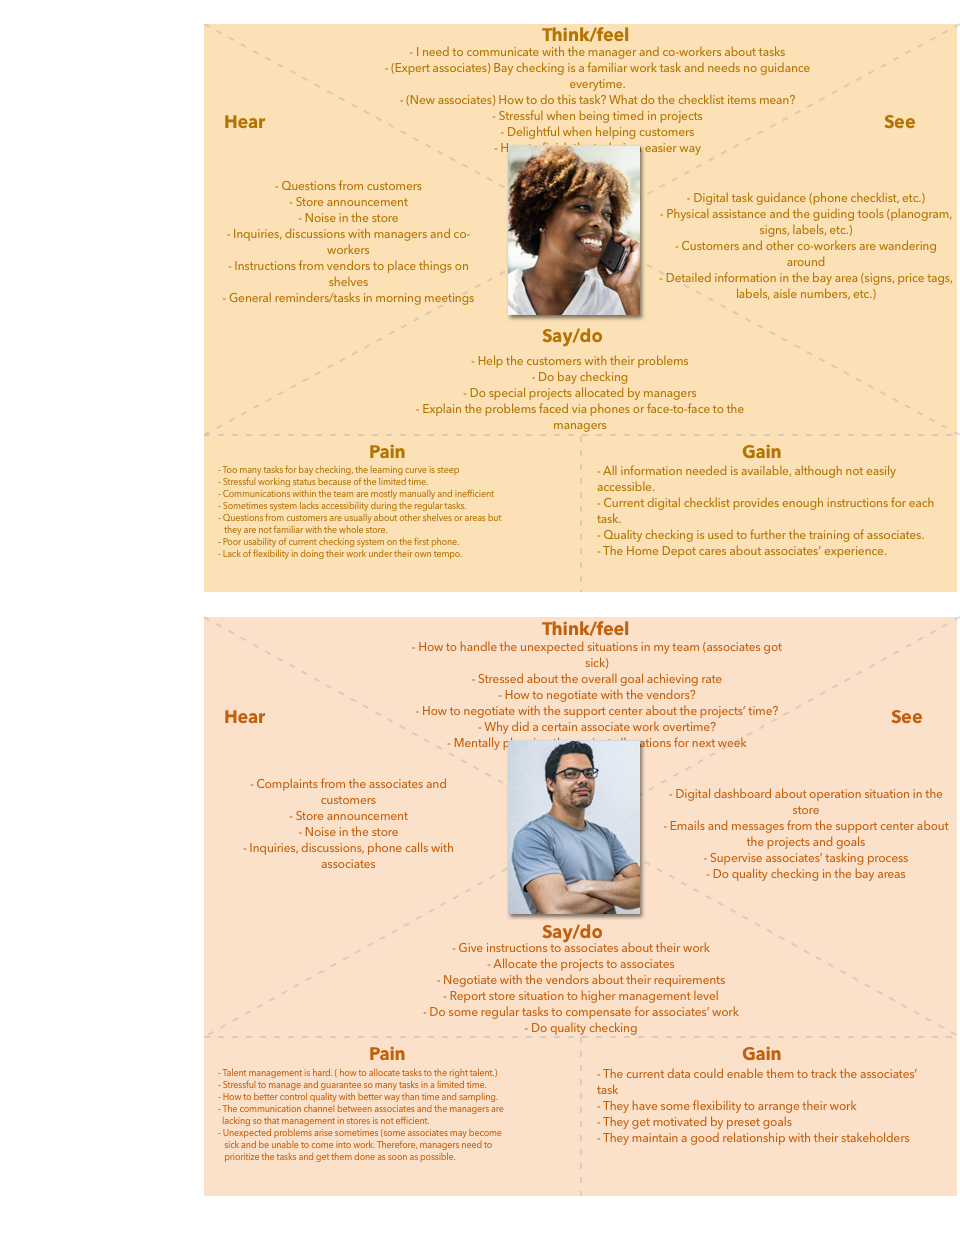 Think/feel
- I need to communicate with the manager and co-workers about tasks
- (Expert associates) Bay checking is a familiar work task and needs no guidance
everytime.
- (New associates) How to do this task? What do the checklist items mean?
- Stressful when being timed in projects
- Delightful when helping customers
easier way
Hear
- Questions from customers
- Store announcement
- Noise in the store
- Inquiries, discussions with managers and co-
workers
- Instructions from vendors to place things on
shelves
- General reminders/tasks in morning meetings
See
- Digital task guidance (phone checklist, etc.)
- Physical assistance and the guiding tools (planogram,
signs, labels, etc.)
- Customers and other co-workers are wandering
around
- Detailed information in the bay area (signs, price tags,
labels, aisle numbers, etc.)
Say/do
- Help the customers with their problems
- Do bay checking
- Do special projects allocated by managers
- Explain the problems faced via phones or face-to-face to the
managers
Pain
- Too many tasks for bay checking, the learning curve is steep
- Stressful working status because of the limited time.
- Communications within the team are mostly manually and inefficient
- Sometimes system lacks accessibility during the regular tasks.
- Questions from customers are usually about other shelves or areas but
they are not familiar with the whole store.
- Poor usability of current checking system on the first phone.
- Lack of flexibility in doing their work under their own tempo.
Gain
- All information needed is available, although not easily
accessible.
- Current digital checklist provides enough instructions for each
task.
- Quality checking is used to further the training of associates.
- The Home Depot cares about associates' experience.
Think/feel
- How to handle the unexpected situations in my team (associates got
sick)
- Stressed about the overall goal achieving rate
- How to negotiate with the vendors?
- How to negotiate with the support center about the projects' time?
- Why did a certain associate work overtime?
- Mentally for next week
Hear
- Complaints from the associates and
customers
- Store announcement
- Noise in the store
- Inquiries, discussions, phone calls with
associates
See
- Digital dashboard about operation situation in the
store
- Emails and messages from the support center about
the projects and goals
- Supervise associates' tasking process
- Do quality checking in the bay areas
Say/do
- Give instructions to associates about their work
- Allocate the projects to associates
- Negotiate with the vendors about their requirements
- Report store situation to higher management level
- Do some regular tasks to compensate for associates' work
- Do quality checking
Pain
- Talent management is hard. ( how to allocate tasks to the right talent.)
- Stressful to manage and guarantee so many tasks in a limited time.
- How to better control quality with better way than time and sampling.
- The communication channel between associates and the managers are
lacking so that management in stores is not efficient.
- Unexpected problems arise sometimes (some associates may become
sick and be unable to come into work. Therefore, managers need to
prioritize the tasks and get them done as soon as possible.
Gain
- The current data could enable them to track the associates'
task
- They have some flexibility to arrange their work
- They get motivated by preset goals
- They maintain a good relationship with their stakeholders